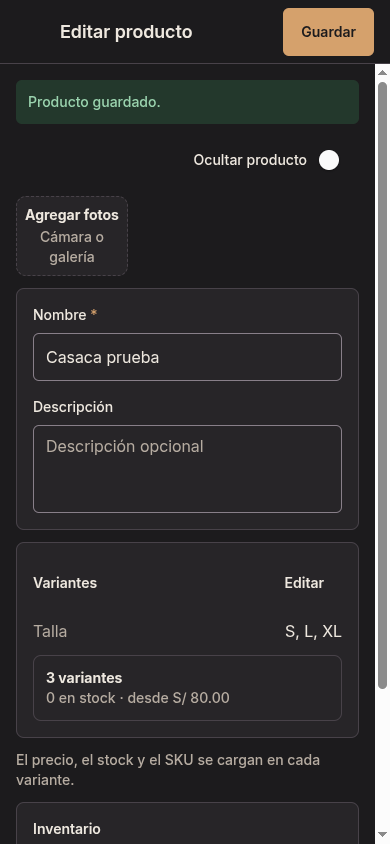 Editar producto
Guardar
Producto guardado.
Ocultar producto
Agregar fotos
Cámara o
galería
Nombre *
Casaca prueba
Descripción
Descripción opcional
Variantes
Editar
Talla
S, L, XL
3 variantes
0 en stock · desde S/ 80.00
El precio, el stock y el SKU se cargan en cada
variante.
Inventario